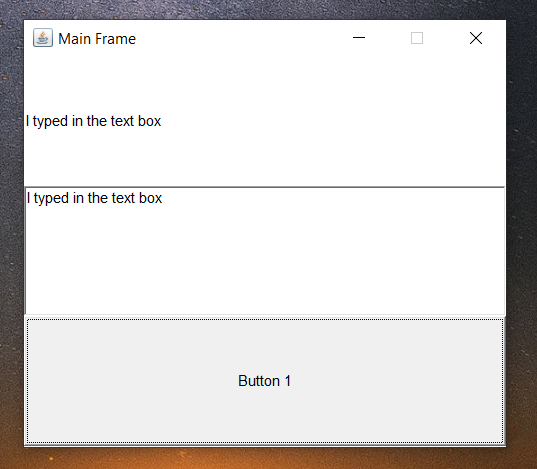 Main Frame
I typed in the text box
I typed in the text box
Button 1